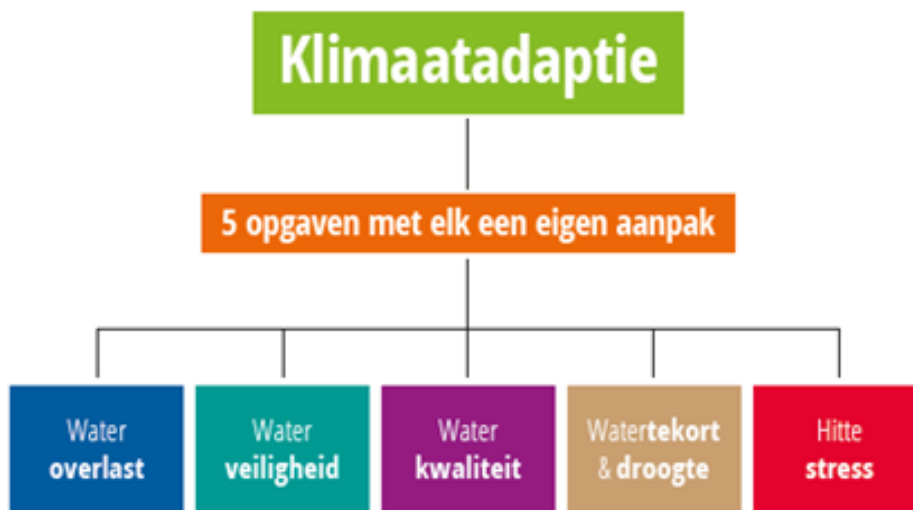 Klimaatadaptie
5 opgaven met elk een eigen aanpak
Water
overlast
Water
veiligheid
Water
kwaliteit
Watertekort
& droogte
Hitte
stress